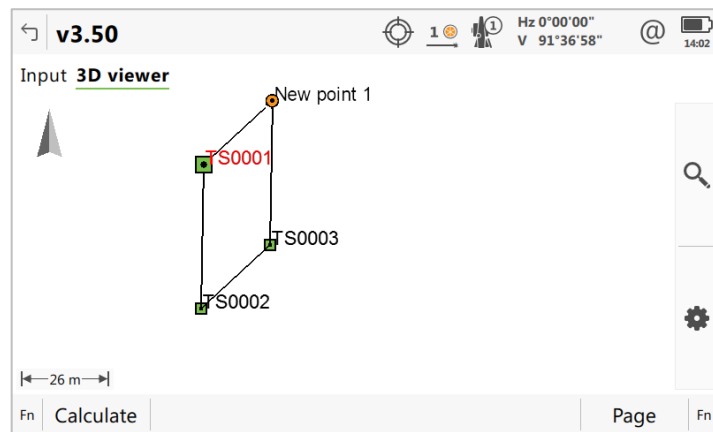 v3.50
1
1
Hz 0°00'00"
V 91°36'58"
@
14:02
Input 3D viewer
New point 1
TS0001
TS0003
TS0002
26 m
Fn Calculate Page Fn